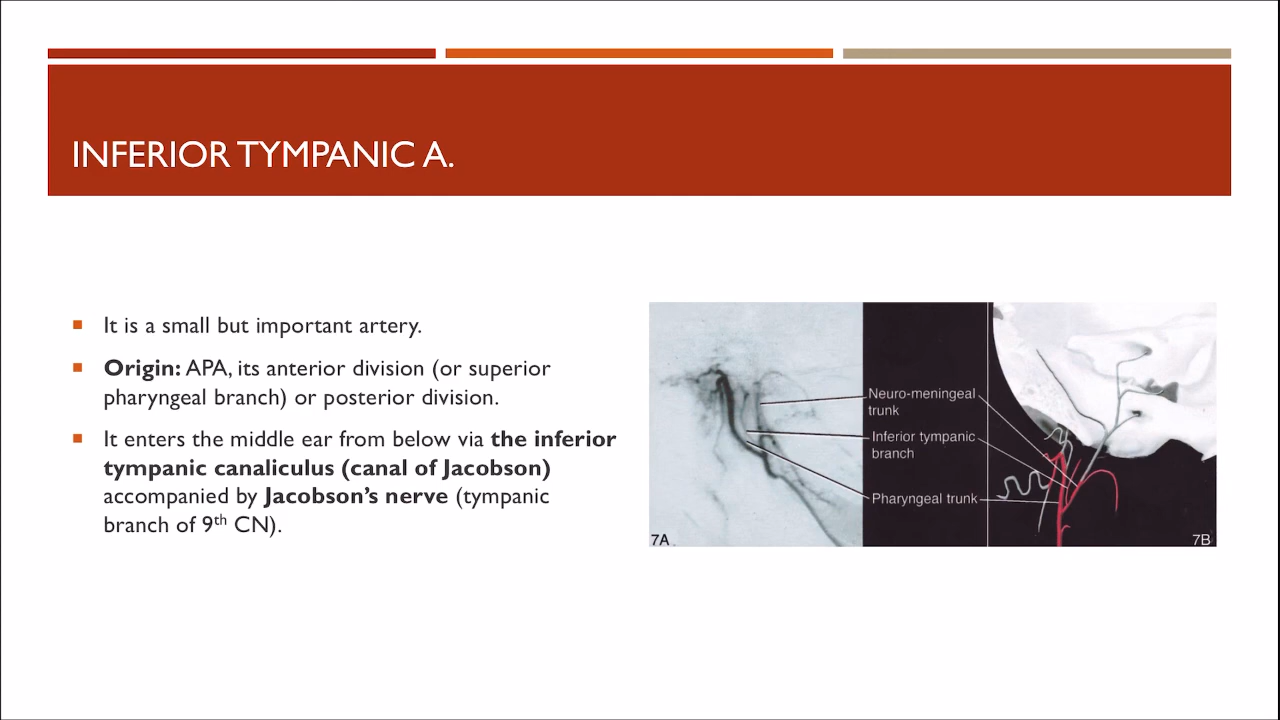 INFERIOR TYMPANIC A.
It is a small but important artery.
Origin: APA, its anterior division (or superior
pharyngeal branch) or posterior division.
It enters the middle ear from below via the inferior
tympanic canaliculus (canal of Jacobson)
accompanied by Jacobson's nerve (tympanic
branch of 9th CN).
Neuro-meningeal
trunk
Inferior tympanic
branch
Pharyngeal trunk
7A
7B